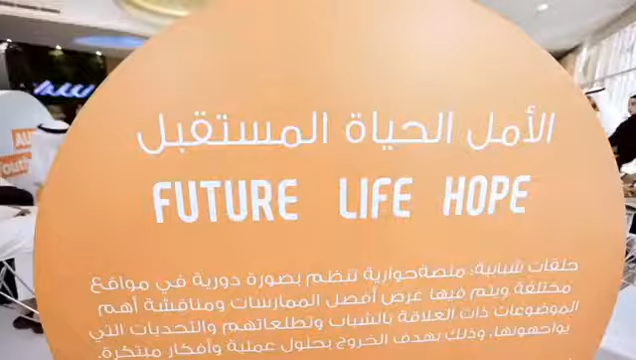 الأمل الحياة المستقبل
FUTURE LIFE HOPE
حلقات شبابية: منصة حوارية تنظم بصورة دورية في مواقع
مختلفة ويتم فيها عرض أفضل الممارسات ومناقشة أهم
الموضوعات ذات العلاقة بالشباب وتطلعاتهم والتحديات التي
يواجهونها، وذلك بهدف الخروج بحلول عملية وأفكار مبتكرة.